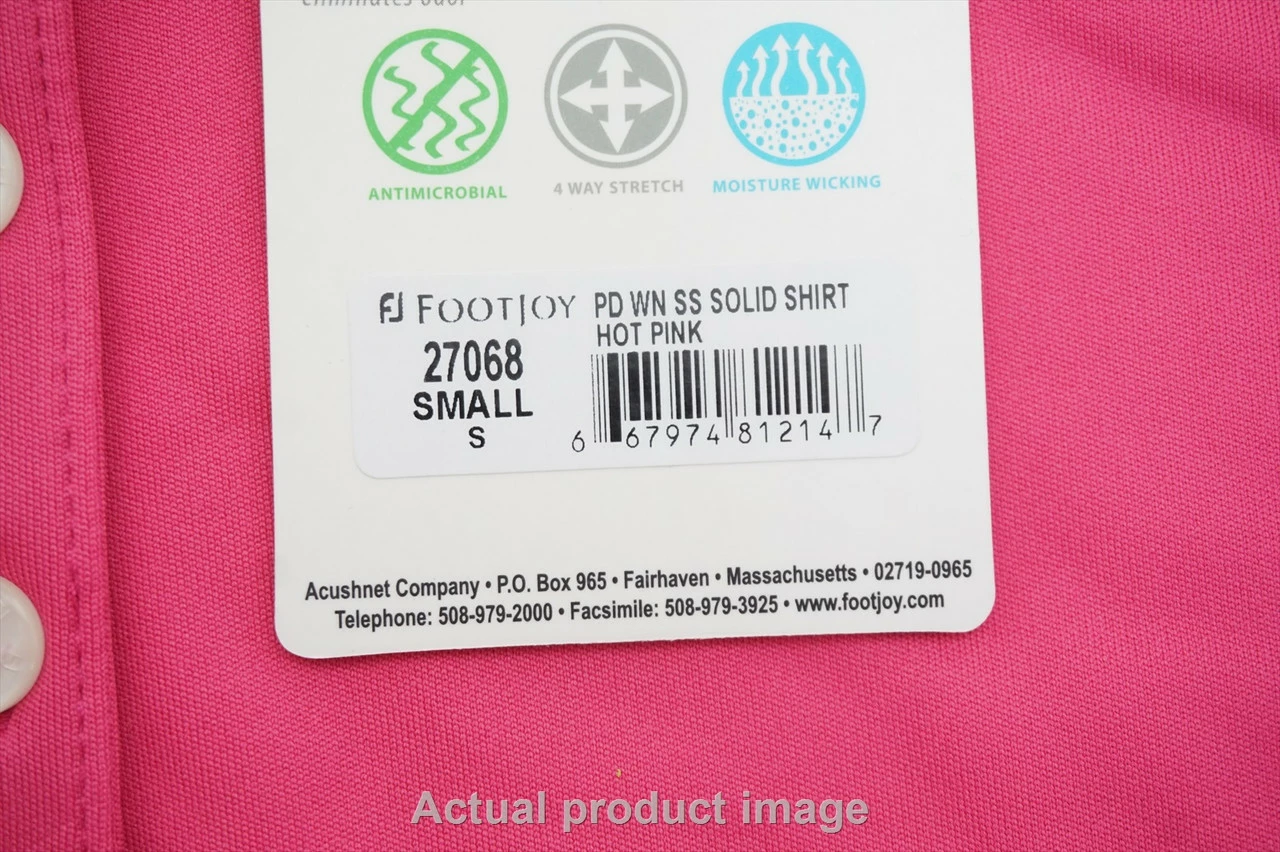 eliminates odor
ANTIMICROBIAL
4 WAY STRETCH
MOISTURE WICKING
FJ FOOTJOY
PD WN SS SOLID SHIRT
HOT PINK
27068
SMALL
S
6 67974 81214 7
Acushnet Company • P.O. Box 965 • Fairhaven • Massachusetts • 02719-0965
Telephone: 508-979-2000 • Facsimile: 508-979-3925 • www.footjoy.com
Actual product image